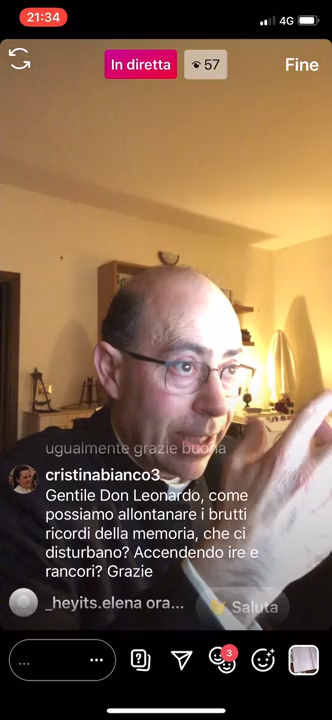 21:34
4G
In diretta
57
Fine
ugualmente grazie buona
cristinabianco3
Gentile Don Leonardo, come
possiamo allontanare i brutti
ricordi della memoria, che ci
disturbano? Accendendo ire e
rancori? Grazie
_heyits.elena ora...
👋 Saluta
...
3